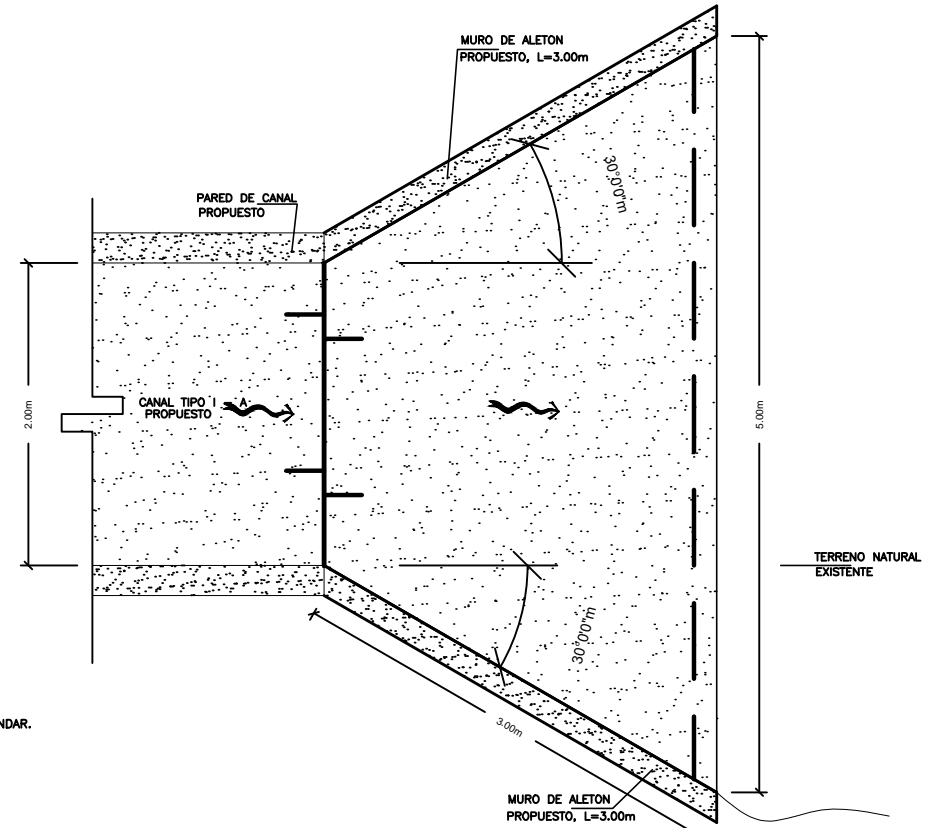 MURO DE ALETON
PROPUESTO, L=3.00m
30°0'0"m
PARED DE CANAL
PROPUESTO
2.00m
CANAL TIPO I - A
PROPUESTO
5.00m
TERRENO NATURAL
EXISTENTE
30°0'0"m
NDAR.
3.00m
MURO DE ALETON
PROPUESTO, L=3.00m